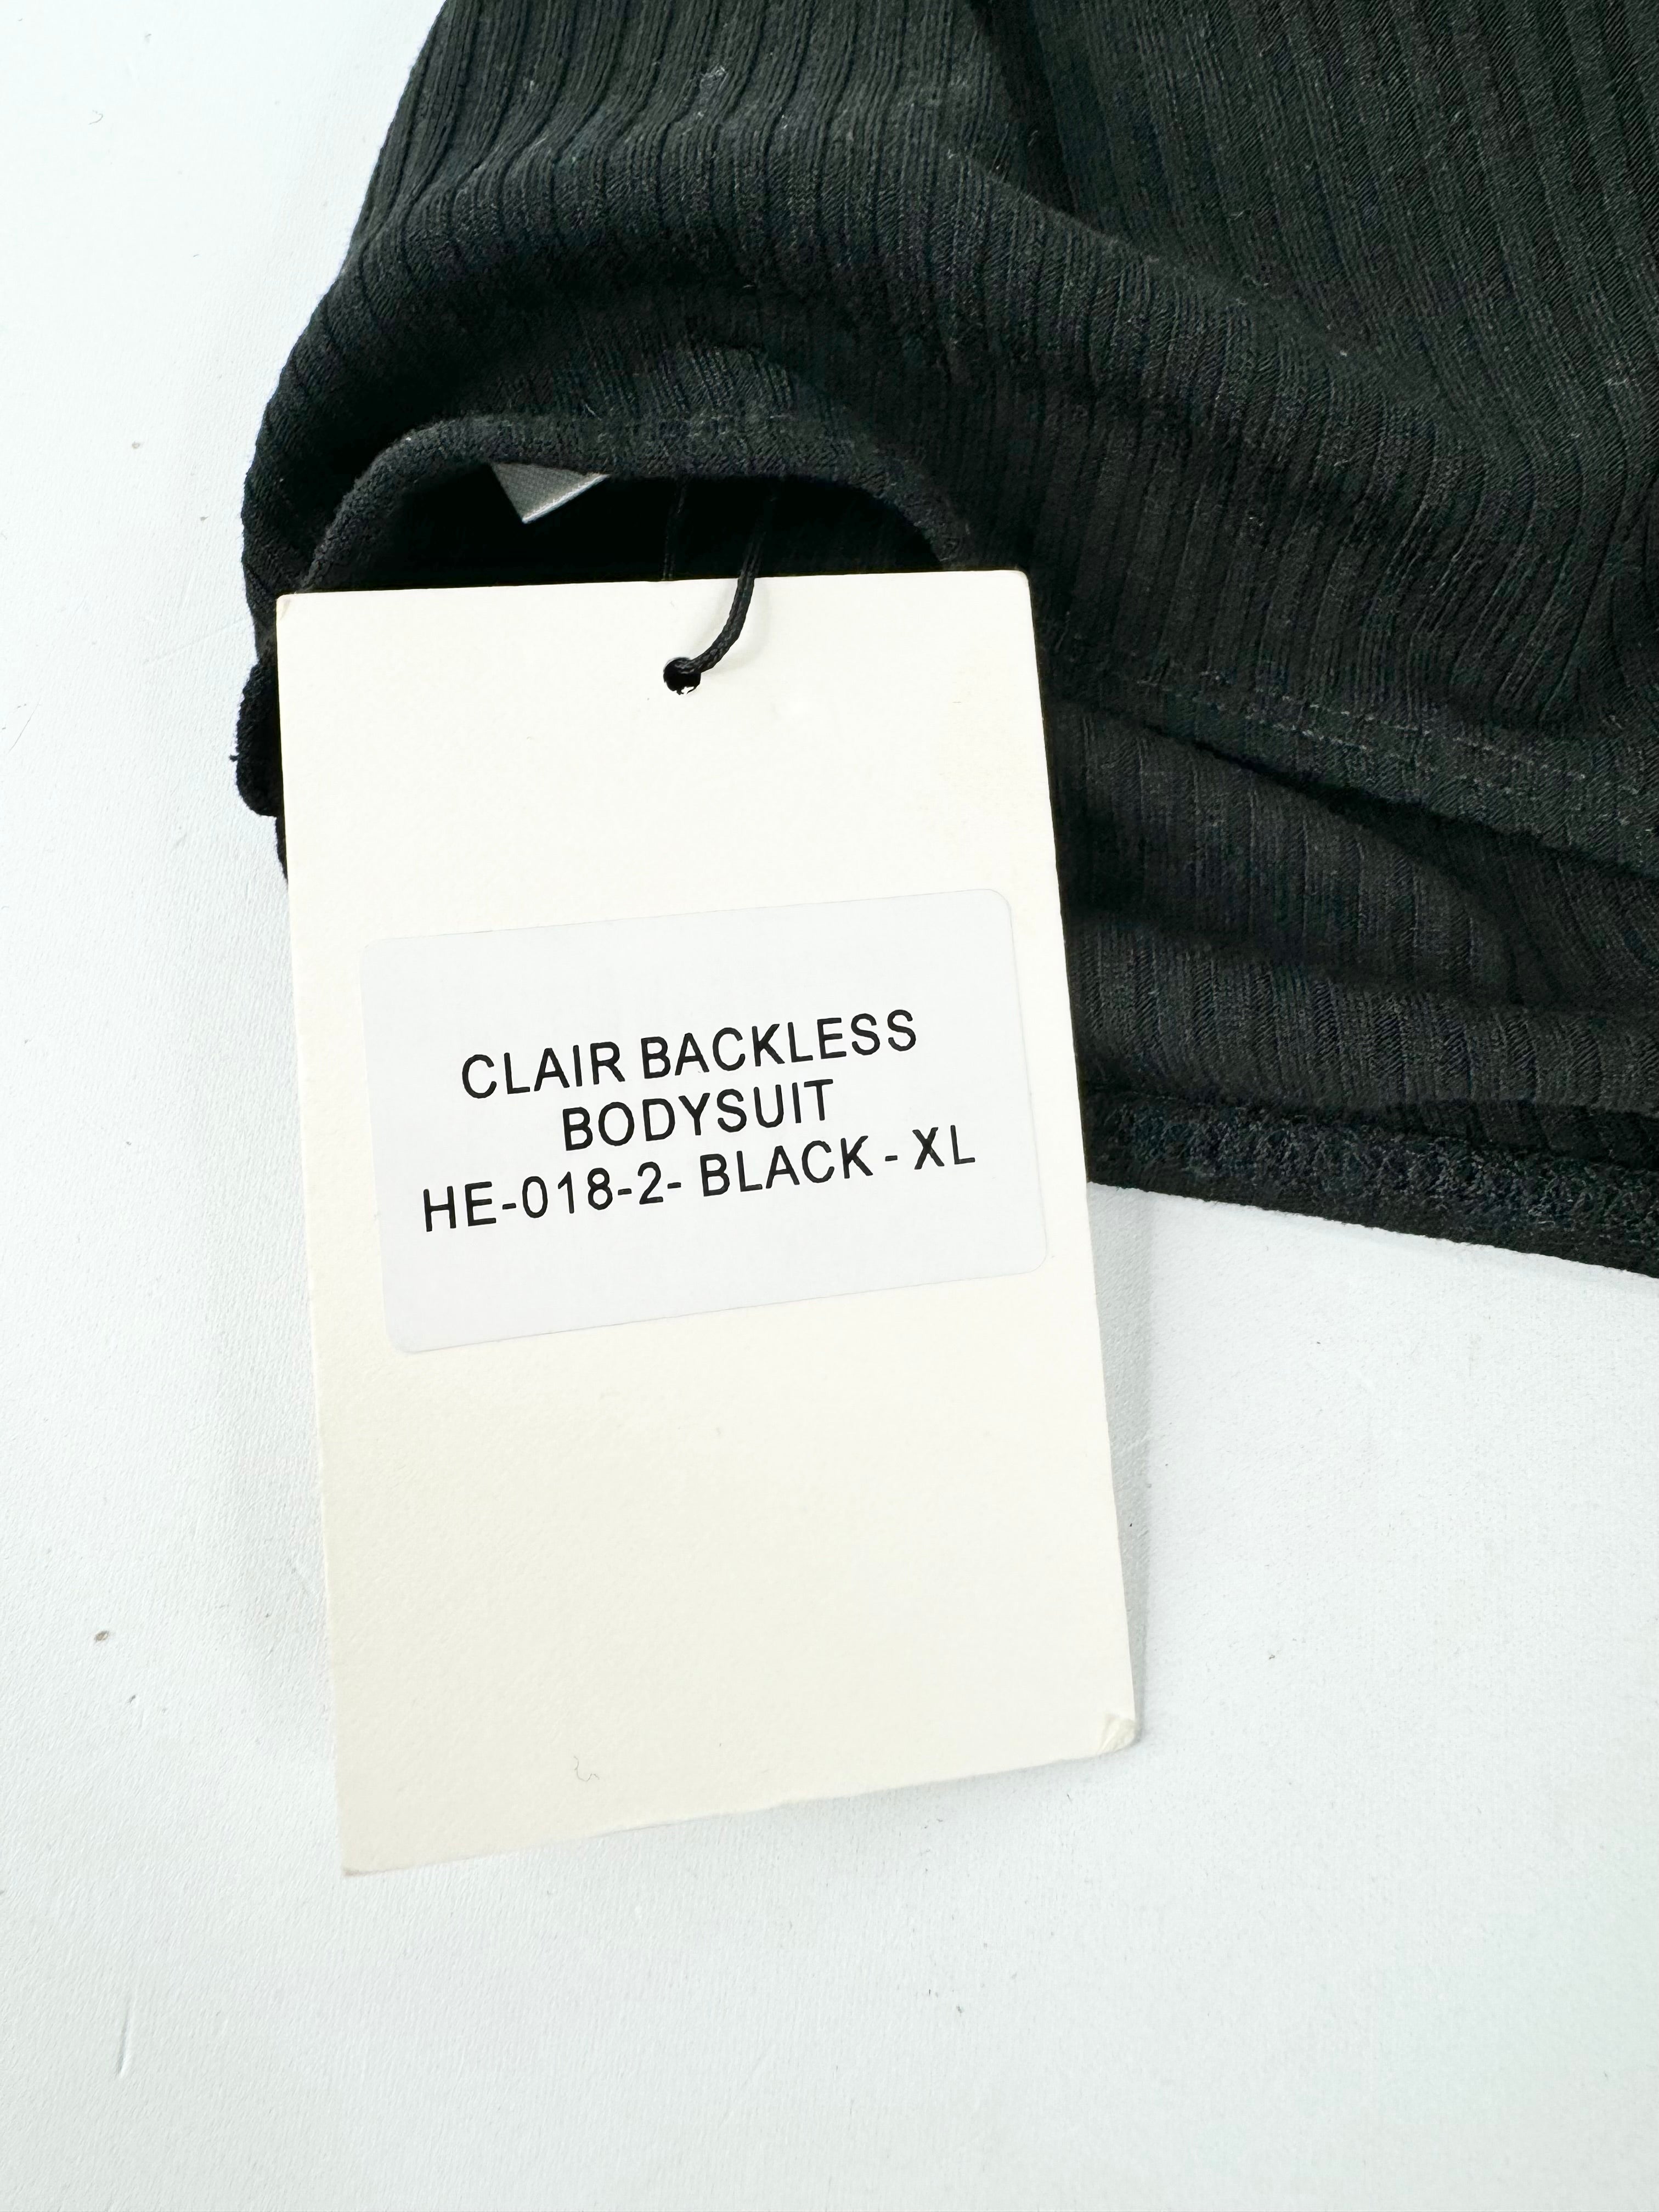 CLAIR BACKLESS
BODYSUIT
HE-018-2- BLACK - XL